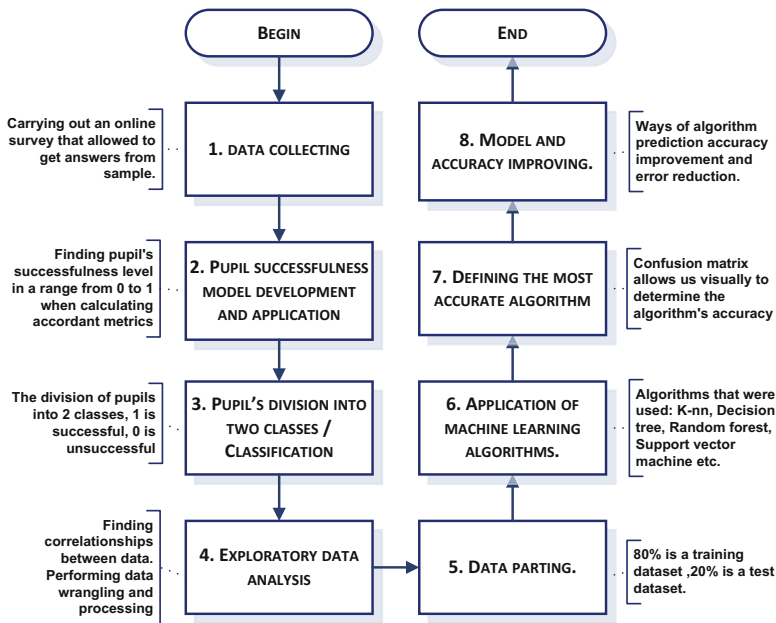 BEGIN
Carrying out an online
survey that allowed to
get answers from
sample.
1. DATA COLLECTING
Finding pupil's
successfulness level
in a range from 0 to 1
when calculating
accordant metrics
2. PUPIL SUCCESSFULNESS
MODEL DEVELOPMENT
AND APPLICATION
The division of pupils
into 2 classes, 1 is
successful, 0 is
unsuccessful
3. PUPIL'S DIVISION INTO
TWO CLASSES /
CLASSIFICATION
Finding
correlationships
between data.
Performing data
wrangling and
processing
4. EXPLORATORY DATA
ANALYSIS
5. DATA PARTING.
80% is a training
dataset ,20% is a test
dataset.
6. APPLICATION OF
MACHINE LEARNING
ALGORITHMS.
Algorithms that were
used: K-nn, Decision
tree, Random forest,
Support vector
machine etc.
7. DEFINING THE MOST
ACCURATE ALGORITHM
Confusion matrix
allows us visually to
determine the
algorithm's accuracy
8. MODEL AND
ACCURACY IMPROVING.
Ways of algorithm
prediction accuracy
improvement and
error reduction.
END